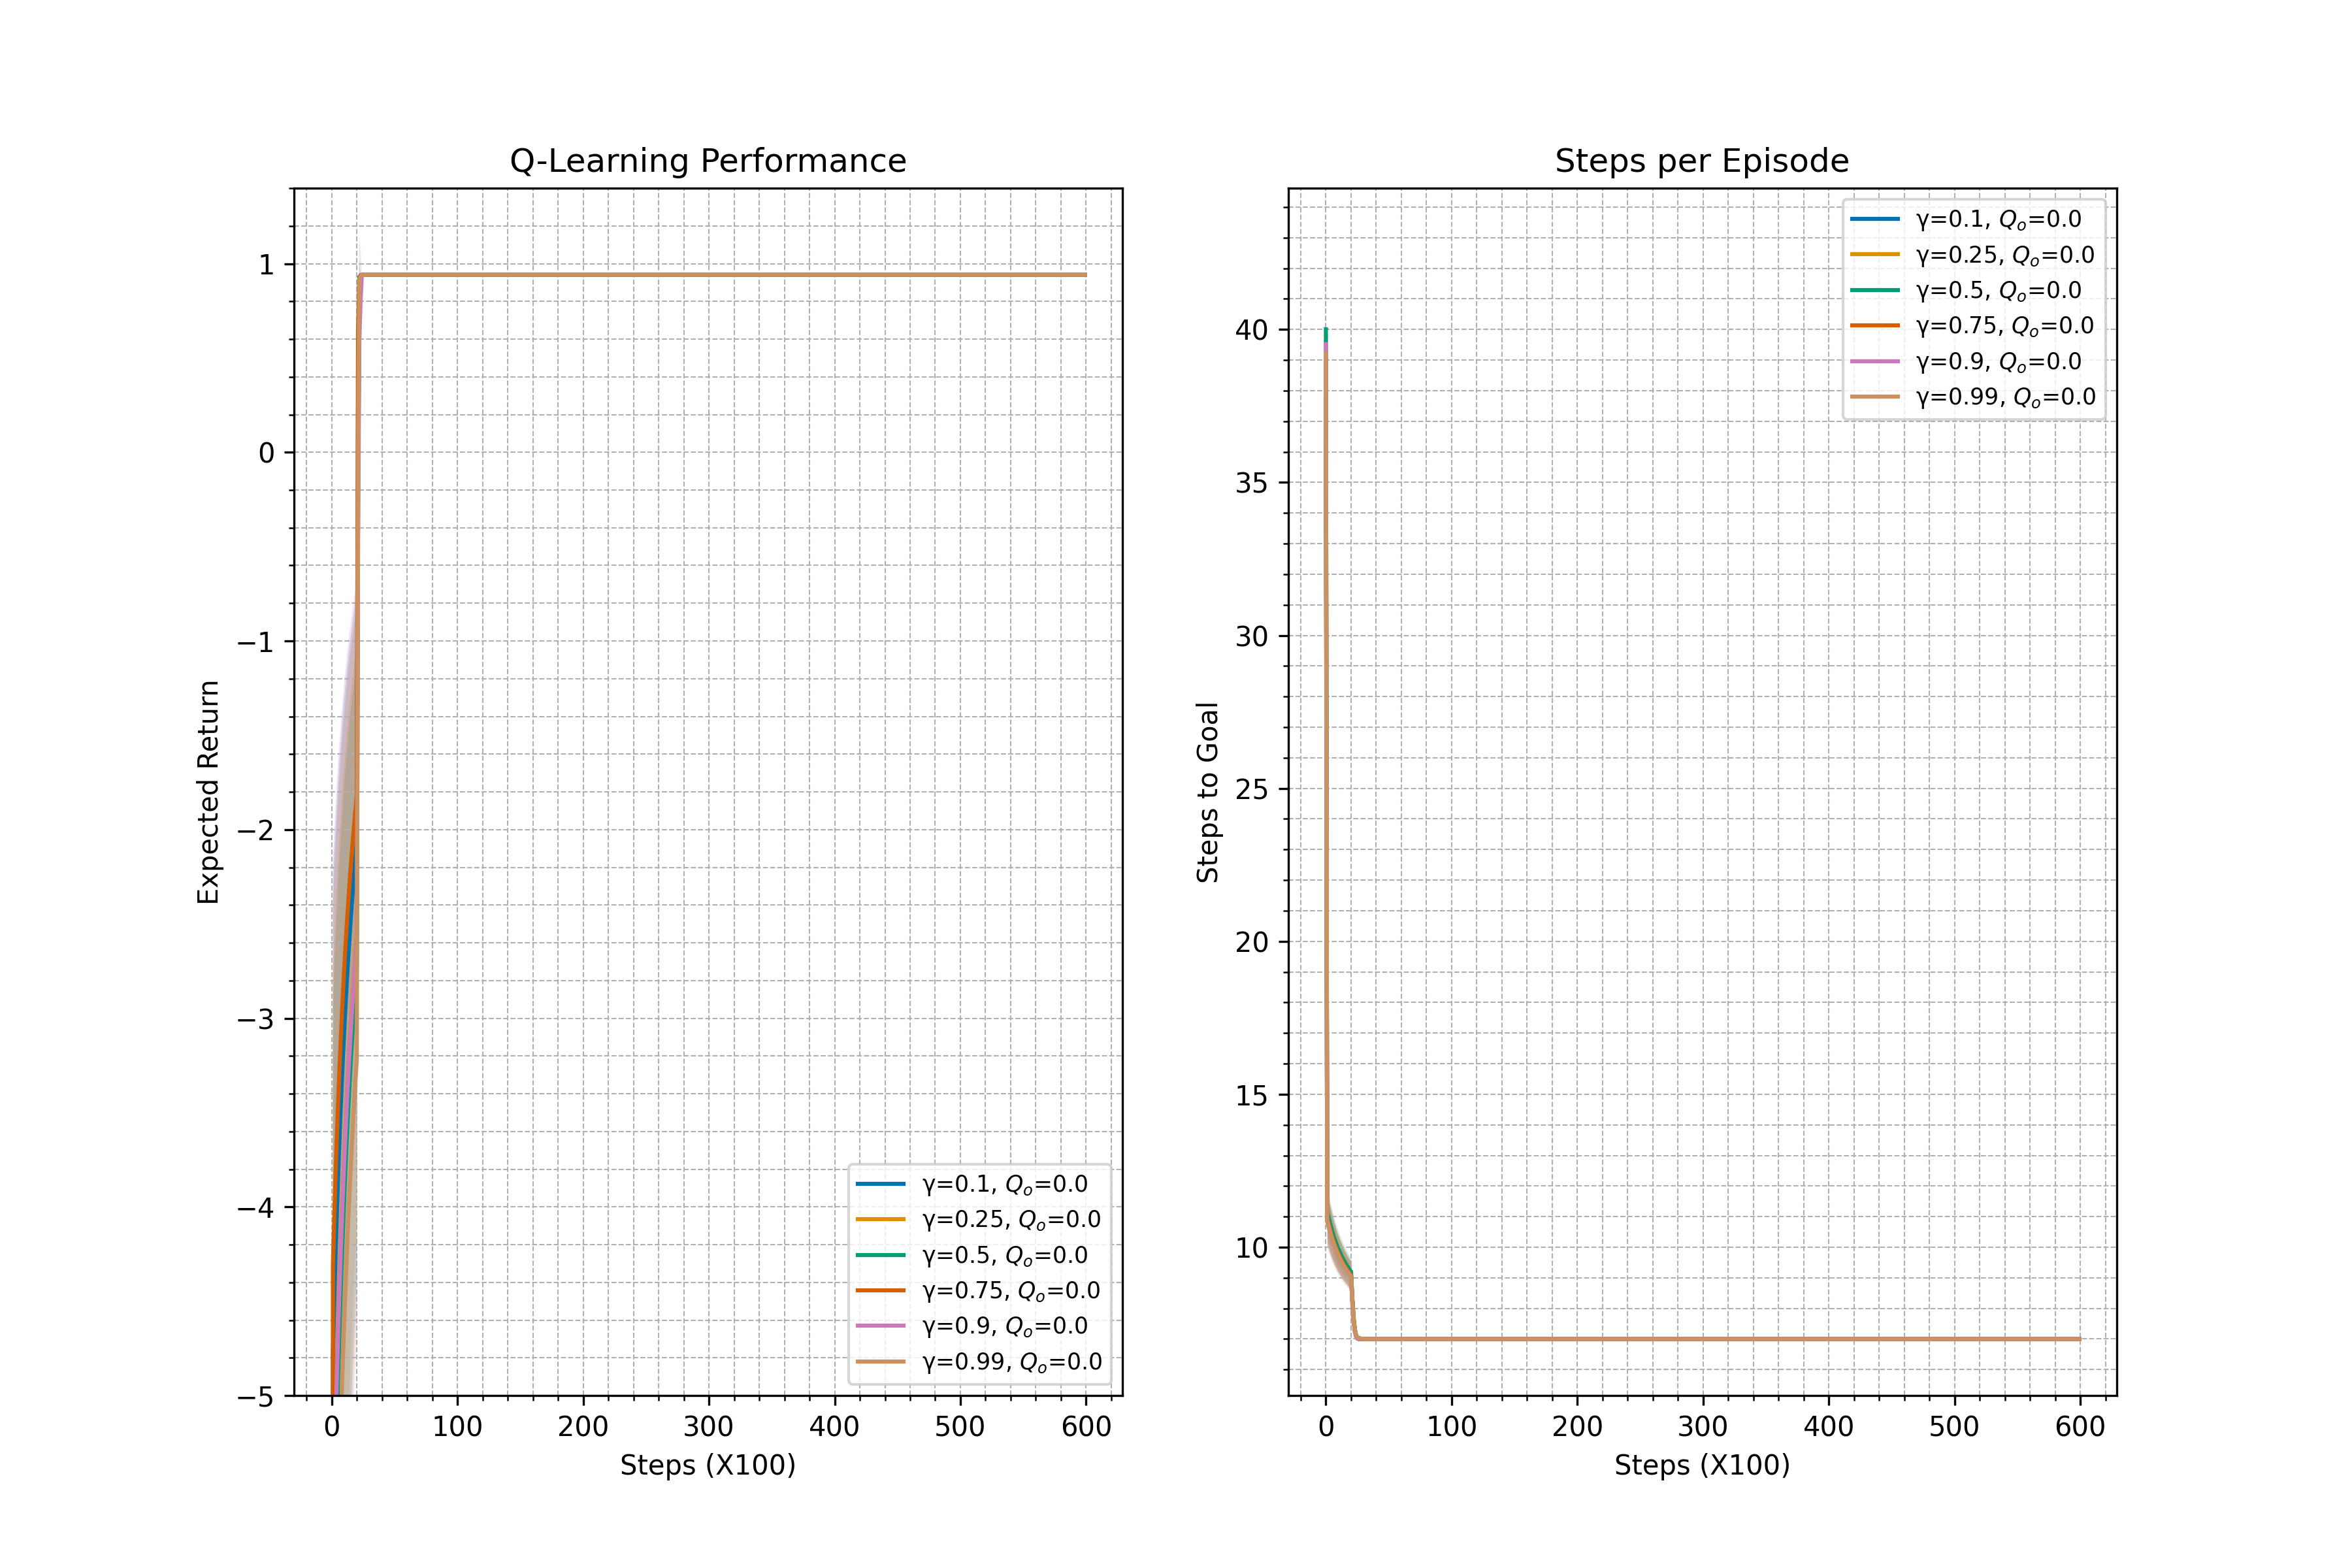 Q-Learning Performance
Expected Return
1
0
−1
−2
−3
−4
−5
0 100 200 300 400 500 600
Steps (X100)
γ=0.1, Qₒ=0.0
γ=0.25, Qₒ=0.0
γ=0.5, Qₒ=0.0
γ=0.75, Qₒ=0.0
γ=0.9, Qₒ=0.0
γ=0.99, Qₒ=0.0
Steps per Episode
Steps to Goal
40
35
30
25
20
15
10
0 100 200 300 400 500 600
Steps (X100)
γ=0.1, Qₒ=0.0
γ=0.25, Qₒ=0.0
γ=0.5, Qₒ=0.0
γ=0.75, Qₒ=0.0
γ=0.9, Qₒ=0.0
γ=0.99, Qₒ=0.0